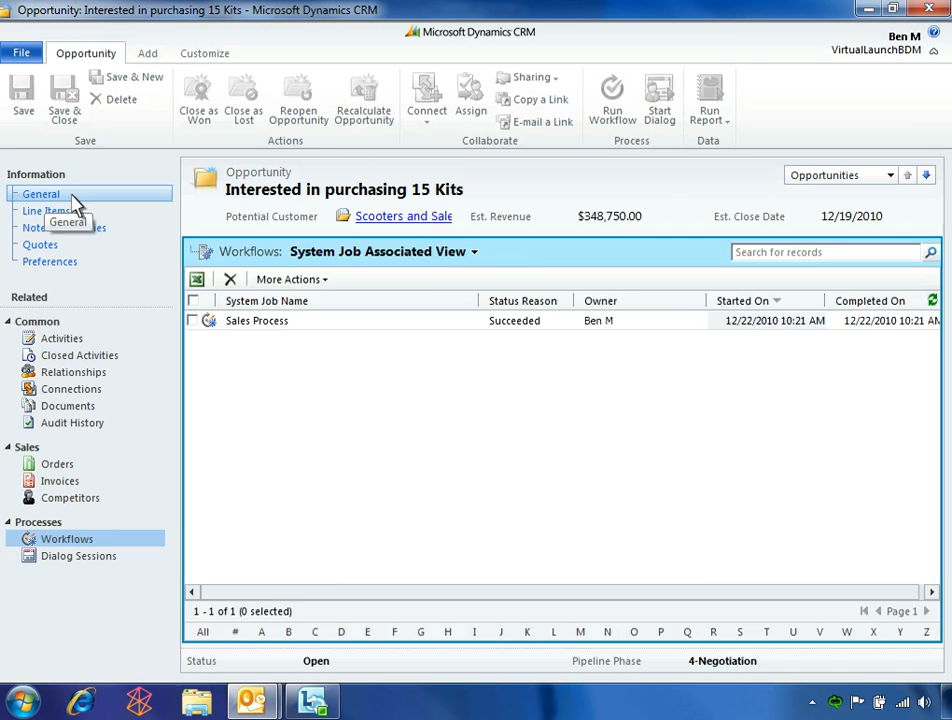 Opportunity: Interested in purchasing 15 Kits - Microsoft Dynamics CRM
Microsoft Dynamics CRM
Ben M
VirtualLaunchBDM
File
Opportunity
Add
Customize
Save
Save & Close
Save & New
Delete
Save
Close as Won
Close as Lost
Reopen Opportunity
Recalculate Opportunity
Actions
Connect
Assign
Sharing
Copy a Link
E-mail a Link
Collaborate
Run Workflow
Start Dialog
Process
Run Report
Data
Information
General
Line Items
General
Quotes
Preferences
Related
Common
Activities
Closed Activities
Relationships
Connections
Documents
Audit History
Sales
Orders
Invoices
Competitors
Processes
Workflows
Dialog Sessions
Opportunity
Interested in purchasing 15 Kits
Opportunities
Potential Customer
Scooters and Sale
Est. Revenue
$348,750.00
Est. Close Date
12/19/2010
Workflows: System Job Associated View
Search for records
More Actions
System Job Name
Status Reason
Owner
Started On
Completed On
Sales Process
Succeeded
Ben M
12/22/2010 10:21 AM
12/22/2010 10:21 AM
1 - 1 of 1 (0 selected)
Page 1
All # A B C D E F G H I J K L M N O P Q R S T U V W X Y Z
Status
Open
Pipeline Phase
4-Negotiation